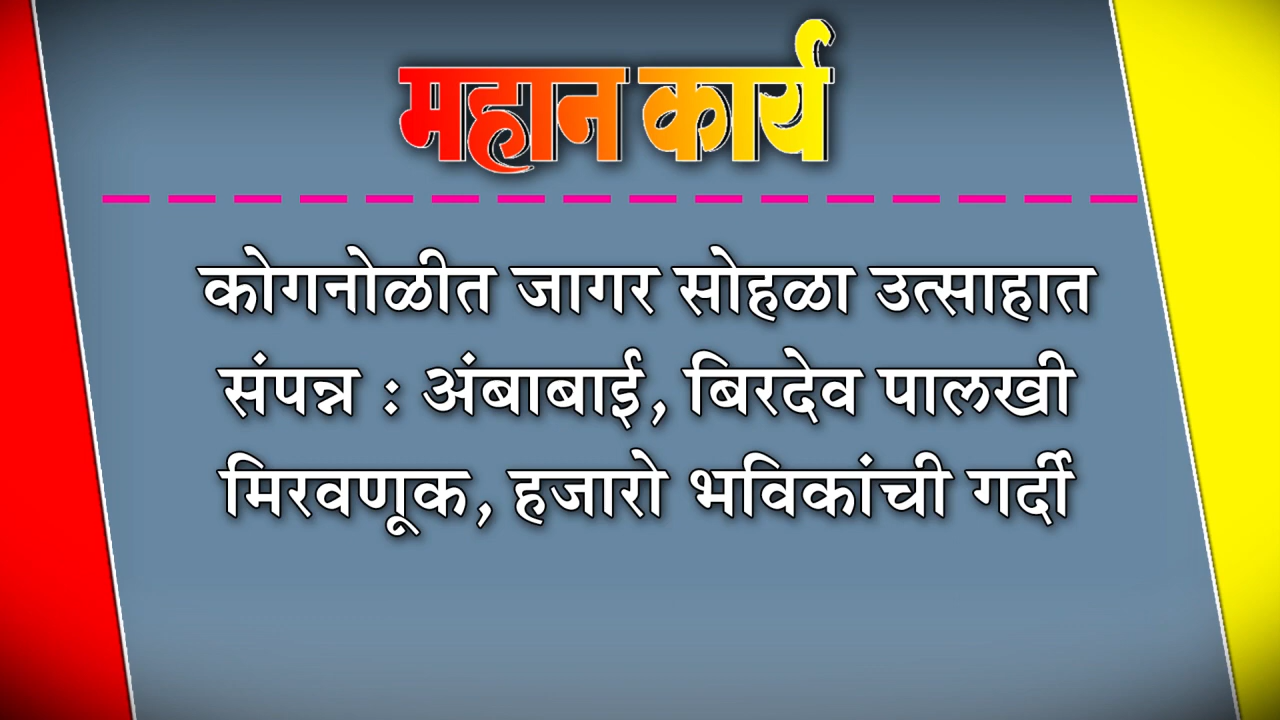 महान कार्य
कोगनोळीत जागर सोहळा उत्साहात
संपन्न : अंबाबाई, बिरदेव पालखी
मिरवणूक, हजारो भविकांची गर्दी